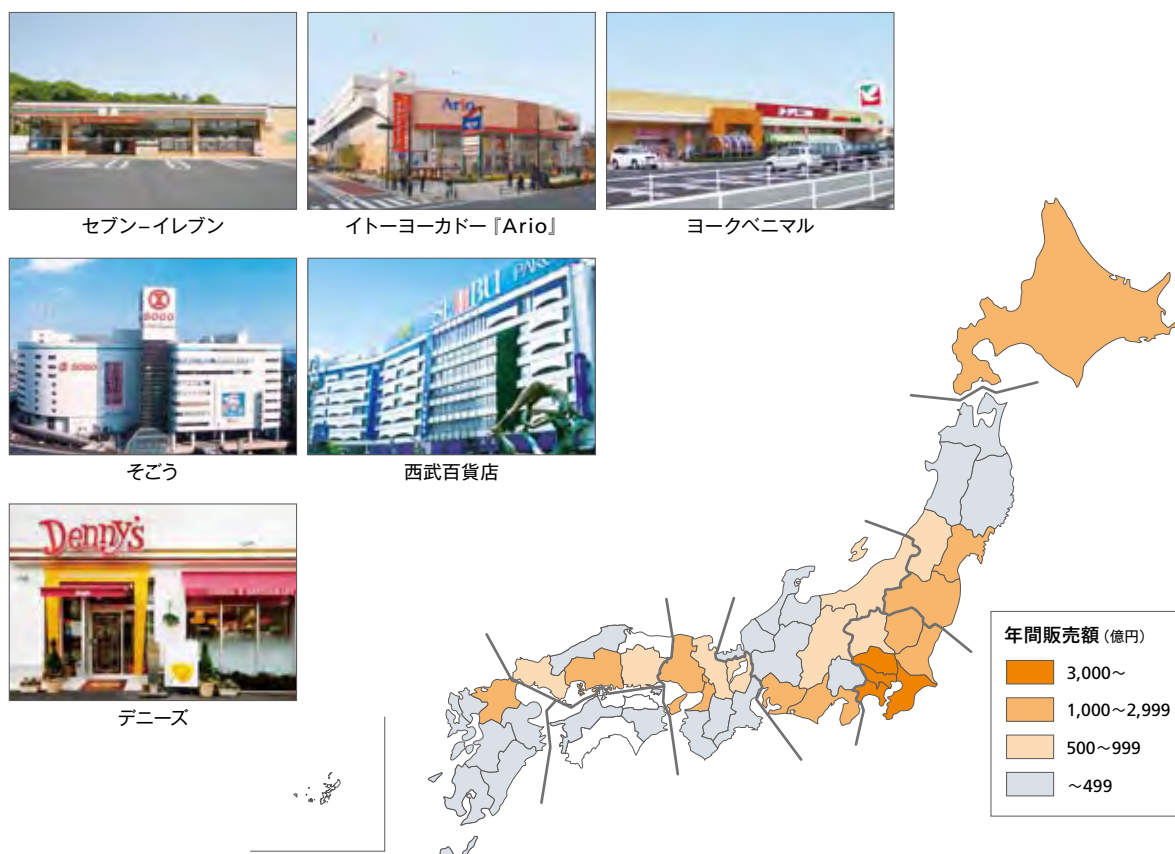 Ario
セブン–イレブン
イトーヨーカドー『Ario』
ヨークベニマル
SOGO
SOGO
SEIBU
PARCO
そごう
西武百貨店
Denny's
デニーズ
年間販売額(億円)
3,000〜
1,000〜2,999
500〜999
〜499